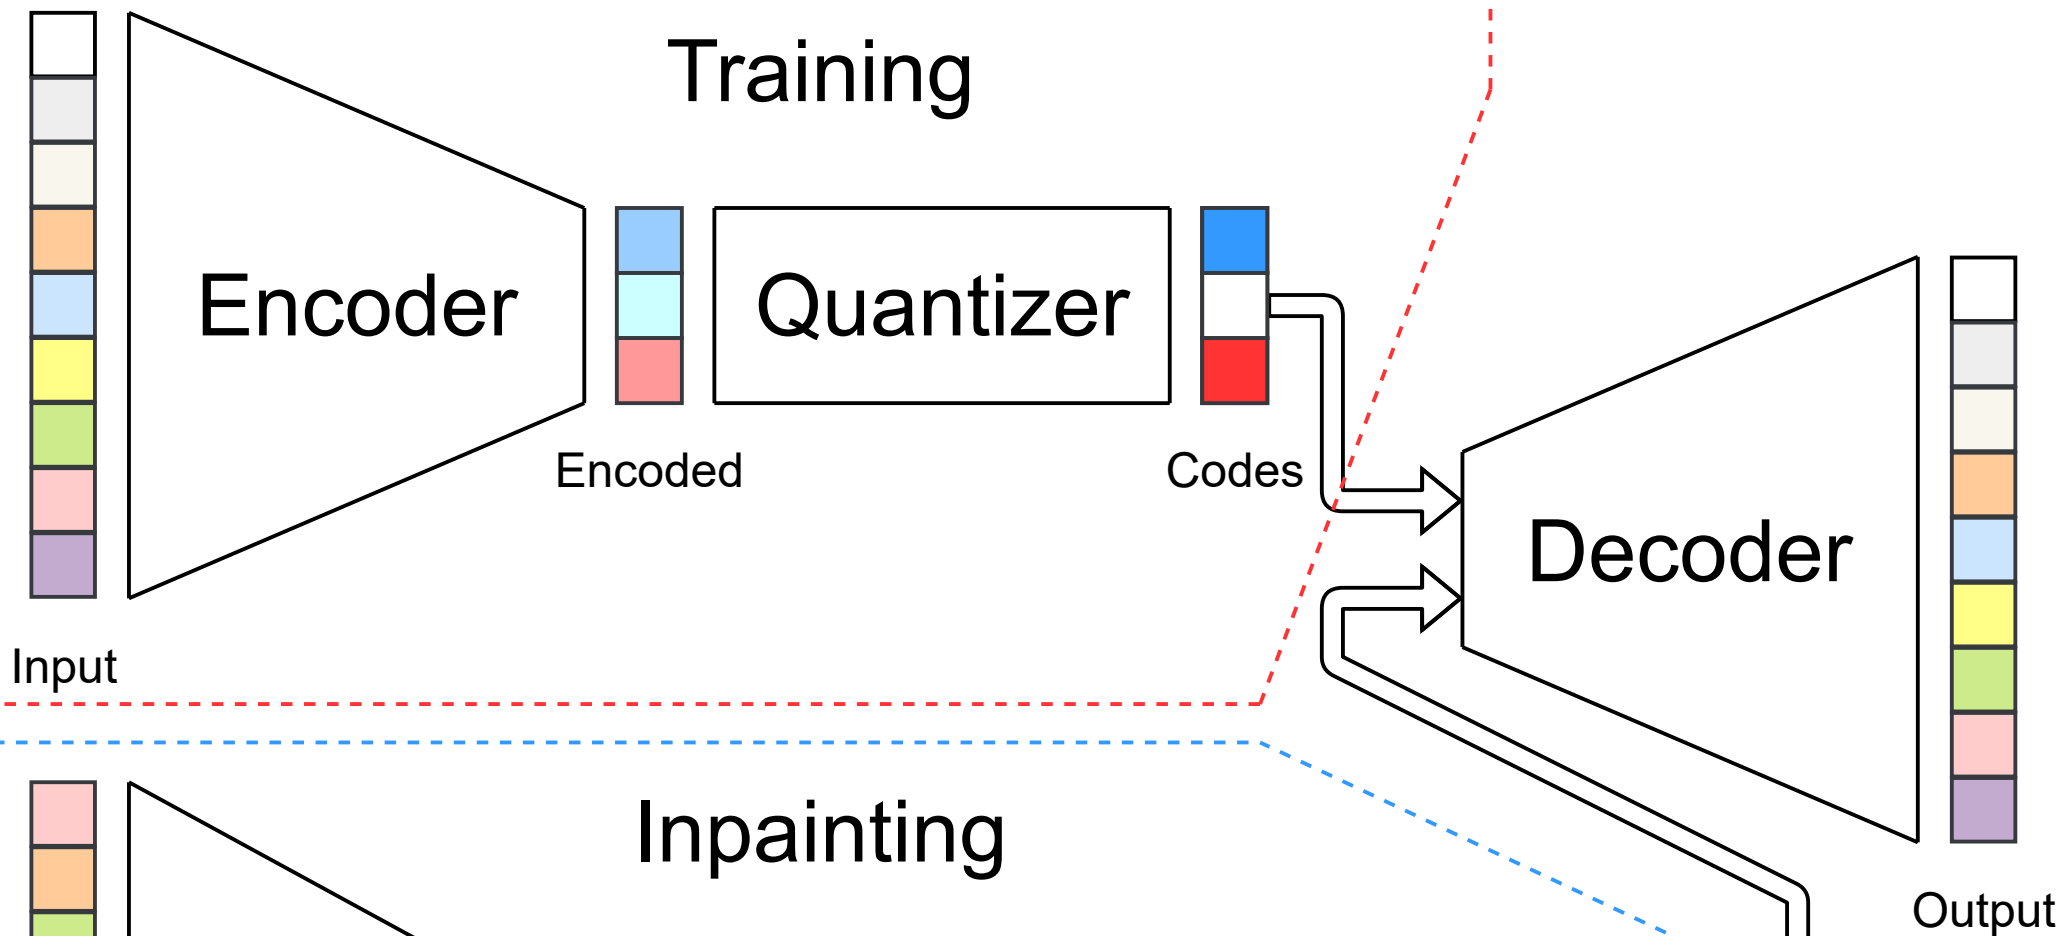 Training
Encoder
Quantizer
Encoded
Codes
Decoder
Input
Inpainting
Output